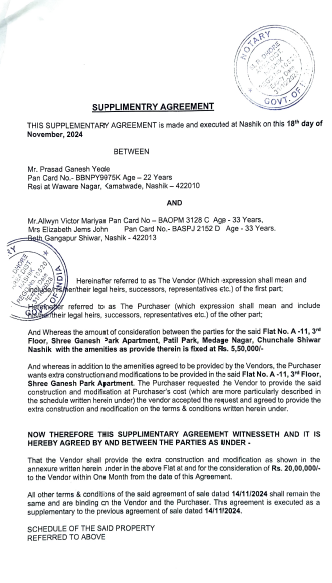 NOTARY
GOVT. OF I
SUPPLIMENTRY AGREEMENT
THIS SUPPLEMENTARY AGREEMENT is made and executed at Nashik on this 18th day of
November, 2024
BETWEEN
Mr. Prasad Ganesh Yeole
Pan Card No.- BBNPY9975K Age – 22 Years
Resi at Waware Nagar, Kamatwade, Nashik – 422010
AND
Mr.Allwyn Victor Mariyaa Pan Card No – BAOPM 3128 C Age - 33 Years,
Mrs Elizabeth Jems John Pan Card No. - BASPJ 2152 D Age - 33 Years.
Both Gangapur Shiwar, Nashik – 422013
Hereinafter referred to as The Vendor (Which expression shall mean and
include his/her/their legal heirs, successors, representatives etc.) of the first part;
Hereinafter referred to as The Purchaser (which expression shall mean and include
his/her/their legal heirs, successors, representatives etc.) of the other part;
And Whereas the amount of consideration between the parties for the said Flat No. A -11, 3rd
Floor, Shree Ganesh Park Apartment, Patil Park, Medage Nagar, Chunchale Shiwar
Nashik with the amenities as provide therein is fixed at Rs. 5,50,000/-
And whereas in addition to the amenities agreed to be provided by the Vendors, the Purchaser
wants extra construction and modifications to be provided in the said Flat No. A -11, 3rd Floor,
Shree Ganesh Park Apartment. The Purchaser requested the Vendor to provide the said
construction and modification at Purchaser's cost (which are more particularly described in
the schedule written herein under) the vendor accepted the request and agreed to provide the
extra construction and modification on the terms & conditions written herein under.
NOW THEREFORE THIS SUPPLIMENTARY AGREEMENT WITNESSETH AND IT IS
HEREBY AGREED BY AND BETWEEN THE PARTIES AS UNDER -
That the Vendor shall provide the extra construction and modification as shown in the
annexure written herein under in the above Flat at and for the consideration of Rs. 20,00,000/-
to the Vendor within One Month from the date of this Agreement.
All other terms & conditions of the said agreement of sale dated 14/11/2024 shall remain the
same and are binding on the Vendor and the Purchaser. This agreement is executed as a
supplementary to the previous agreement of sale dated 14/11/2024.
SCHEDULE OF THE SAID PROPERTY
REFERRED TO ABOVE